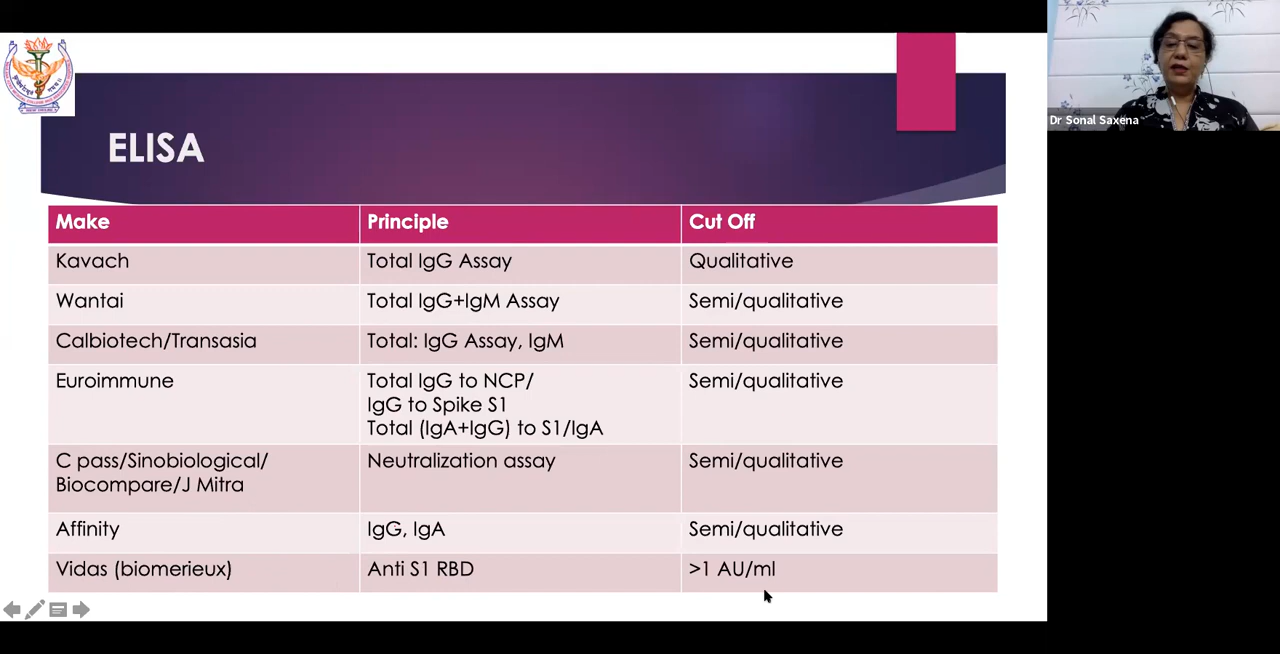 ELISA
Dr Sonal Saxena
Make Principle Cut Off
Kavach Total IgG Assay Qualitative
Wantai Total IgG+IgM Assay Semi/qualitative
Calbiotech/Transasia Total: IgG Assay, IgM Semi/qualitative
Euroimmune Total IgG to NCP/ Semi/qualitative
IgG to Spike S1
Total (IgA+IgG) to S1/IgA
C pass/Sinobiological/ Neutralization assay Semi/qualitative
Biocompare/J Mitra
Affinity IgG, IgA Semi/qualitative
Vidas (biomerieux) Anti S1 RBD >1 AU/ml